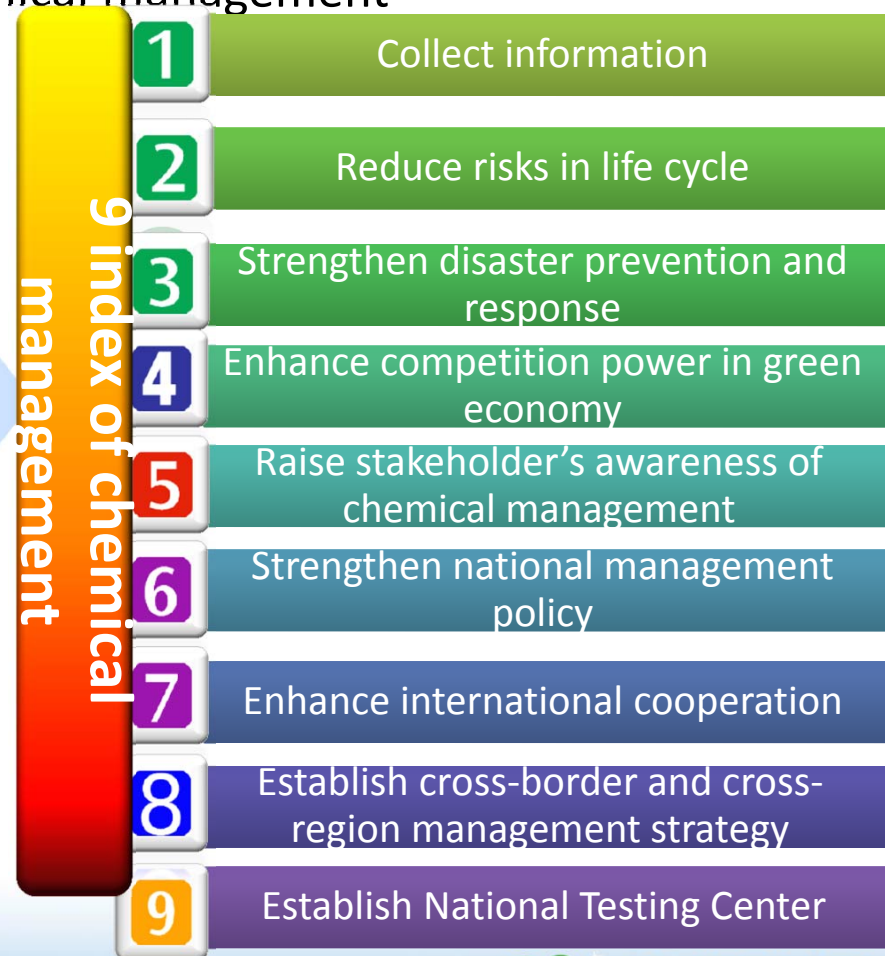 management
9 index of chemical
management
1
Collect information
2
Reduce risks in life cycle
3
Strengthen disaster prevention and
response
4
Enhance competition power in green
economy
5
Raise stakeholder’s awareness of
chemical management
6
Strengthen national management
policy
7
Enhance international cooperation
8
Establish cross-border and cross-
region management strategy
9
Establish National Testing Center